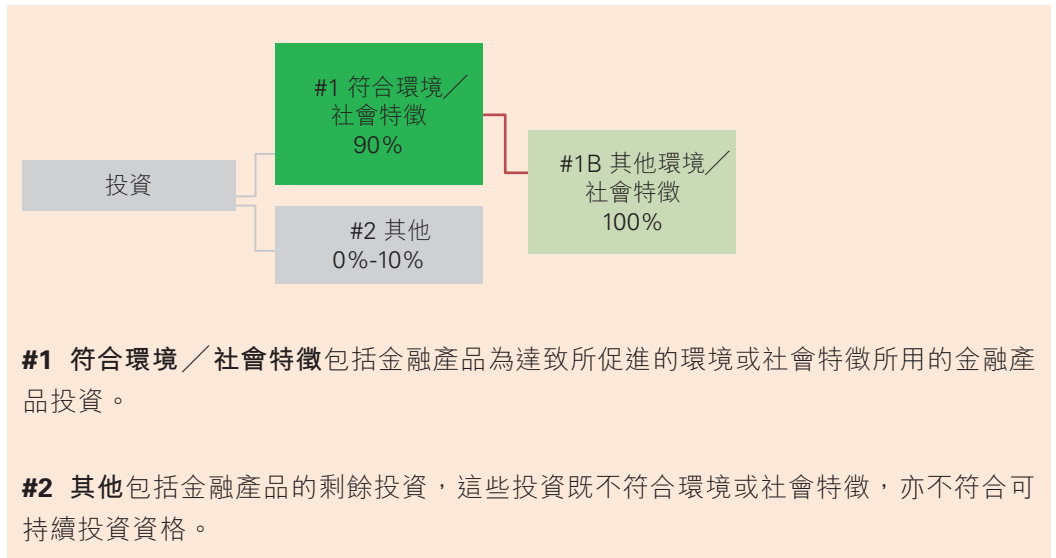 #1 符合環境／
社會特徵
90%
投資
#2 其他
0%-10%
#1B 其他環境／
社會特徵
100%
#1 符合環境／社會特徵包括金融產品為達致所促進的環境或社會特徵所用的金融產
品投資。
#2 其他包括金融產品的剩餘投資，這些投資既不符合環境或社會特徵，亦不符合可
持續投資資格。